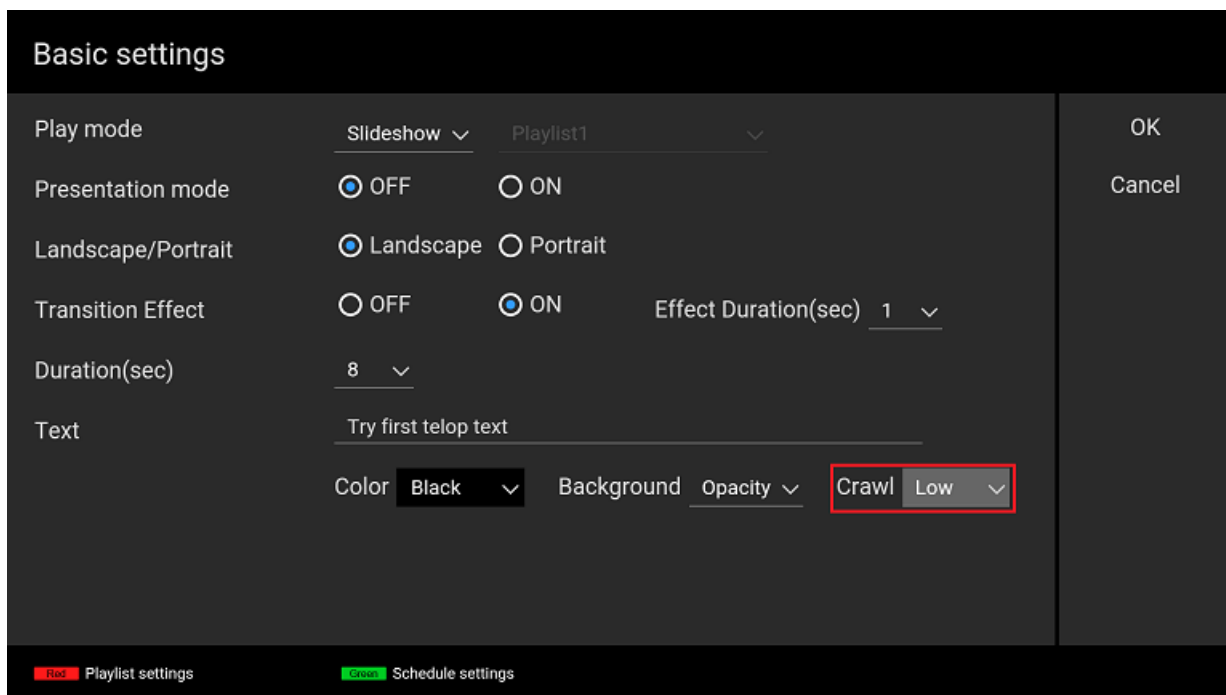 Basic settings
Play mode Slideshow Playlist1 OK
Presentation mode OFF ON Cancel
Landscape/Portrait Landscape Portrait
Transition Effect OFF ON Effect Duration(sec) 1
Duration(sec) 8
Text Try first telop text
Color Black Background Opacity Crawl Low
Red Playlist settings Green Schedule settings